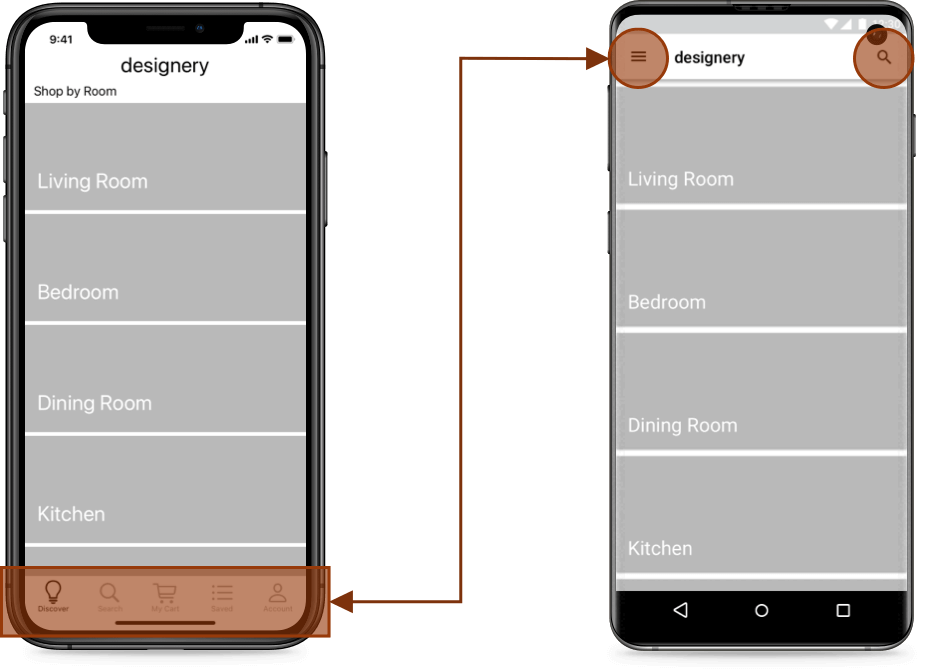 9:41
designery
Shop by Room
Living Room
Bedroom
Dining Room
Kitchen
Discover
Search
My Cart
Saved
Account
designery
Living Room
Bedroom
Dining Room
Kitchen